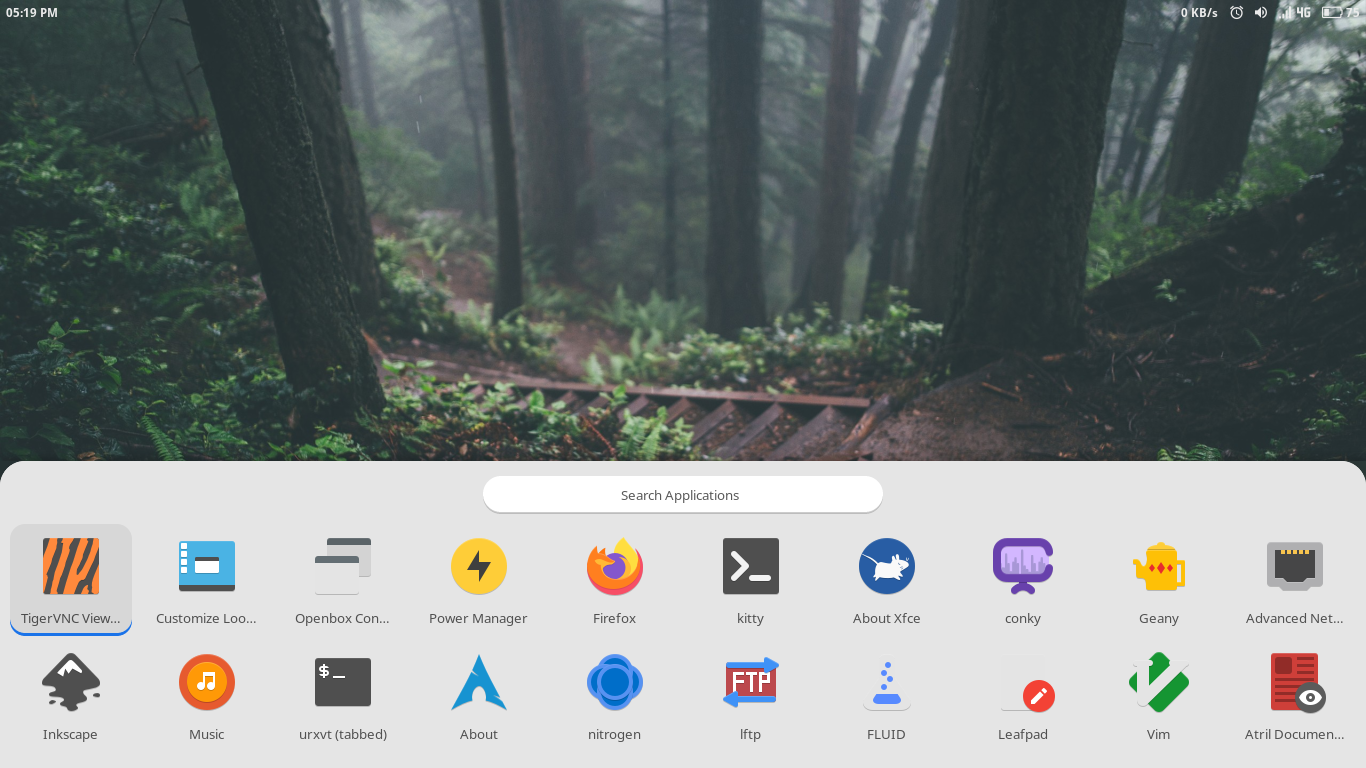 05:19 PM
0 KB/s 4G 75
Search Applications
TigerVNC View... Customize Loo... Openbox Con... Power Manager Firefox kitty About Xfce conky Geany Advanced Net...
$_ FTP
Inkscape Music urxvt (tabbed) About nitrogen lftp FLUID Leafpad Vim Atril Documen...